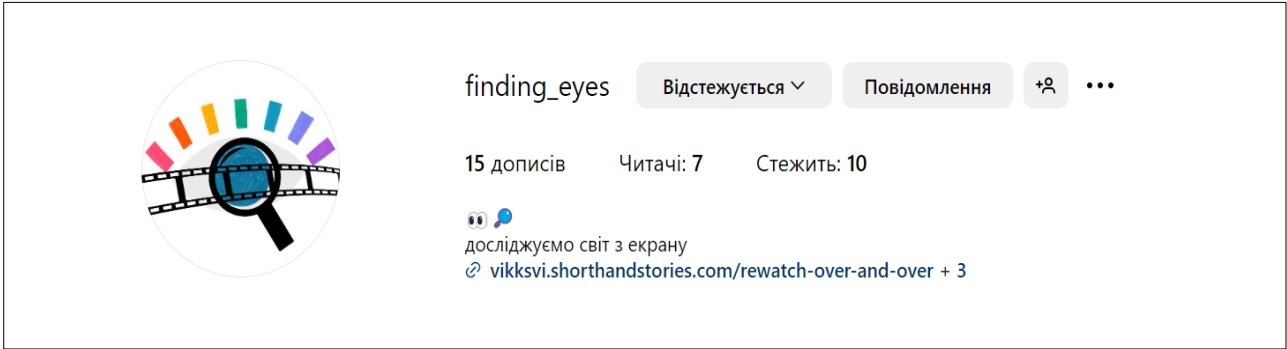 finding_eyes Відстежується Повідомлення
15 дописів Читачі: 7 Стежить: 10
досліджуємо світ з екрану
vikksvi.shorthandstories.com/rewatch-over-and-over + 3